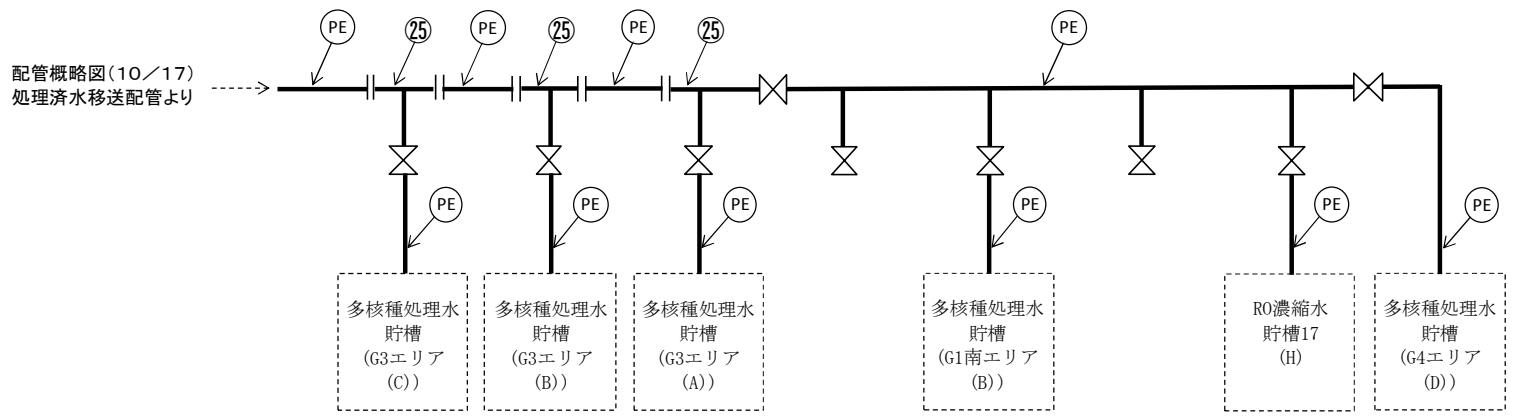 PE
㉕
PE
㉕
PE
㉕
PE
配管概略図(10/17)
処理済水移送配管より
PE
PE
PE
PE
PE
PE
多核種処理水
貯槽
(G3エリア
(C))
多核種処理水
貯槽
(G3エリア
(B))
多核種処理水
貯槽
(G3エリア
(A))
多核種処理水
貯槽
(G1南エリア
(B))
RO濃縮水
貯槽17
(H)
多核種処理水
貯槽
(G4エリア
(D))